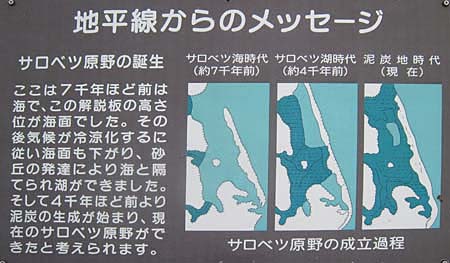 地平線からのメッセージ
サロベツ原野の誕生
ここは7千年ほど前は
海で、この解説板の高さ
位が海面でした。その
後気候が冷涼化するに
従い海面も下がり、砂
丘の発達により海と隔
てられ湖ができました。
そして4千年ほど前より
泥炭の生成が始まり、現
在のサロベツ原野がで
きたと考えられます。
サロベツ海時代
(約7千年前)
サロベツ湖時代
(約4千年前)
泥炭地時代
(現在)
サロベツ原野の成立過程